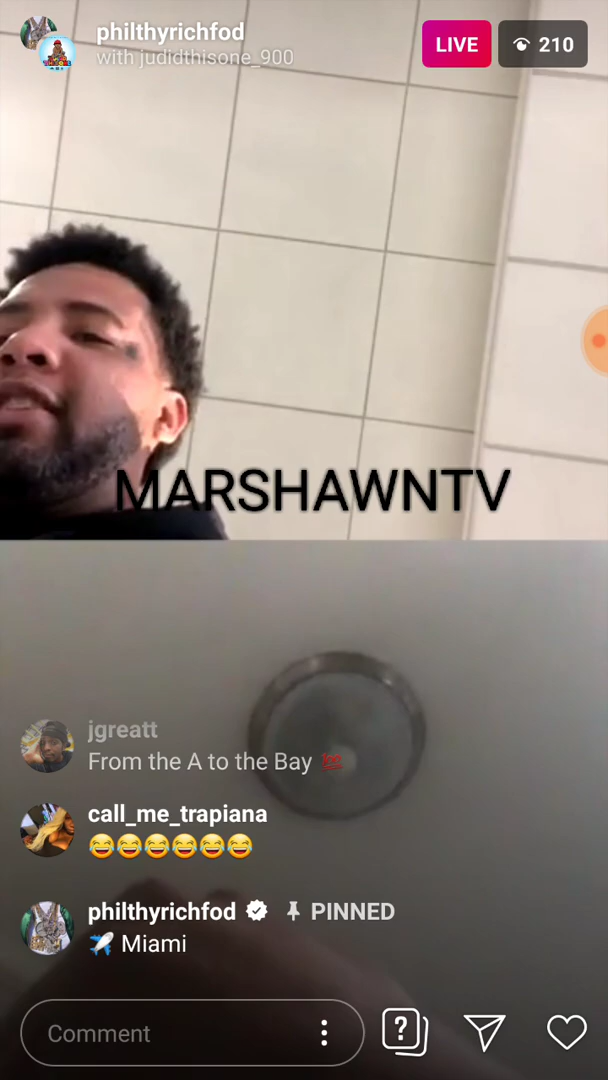 philthyrichfod
with judidthisone_900
LIVE
210
MARSHAWNTV
jgreatt
From the A to the Bay 💯
call_me_trapiana
😂😂😂😂😂😂
philthyrichfod PINNED
✈️ Miami
Comment